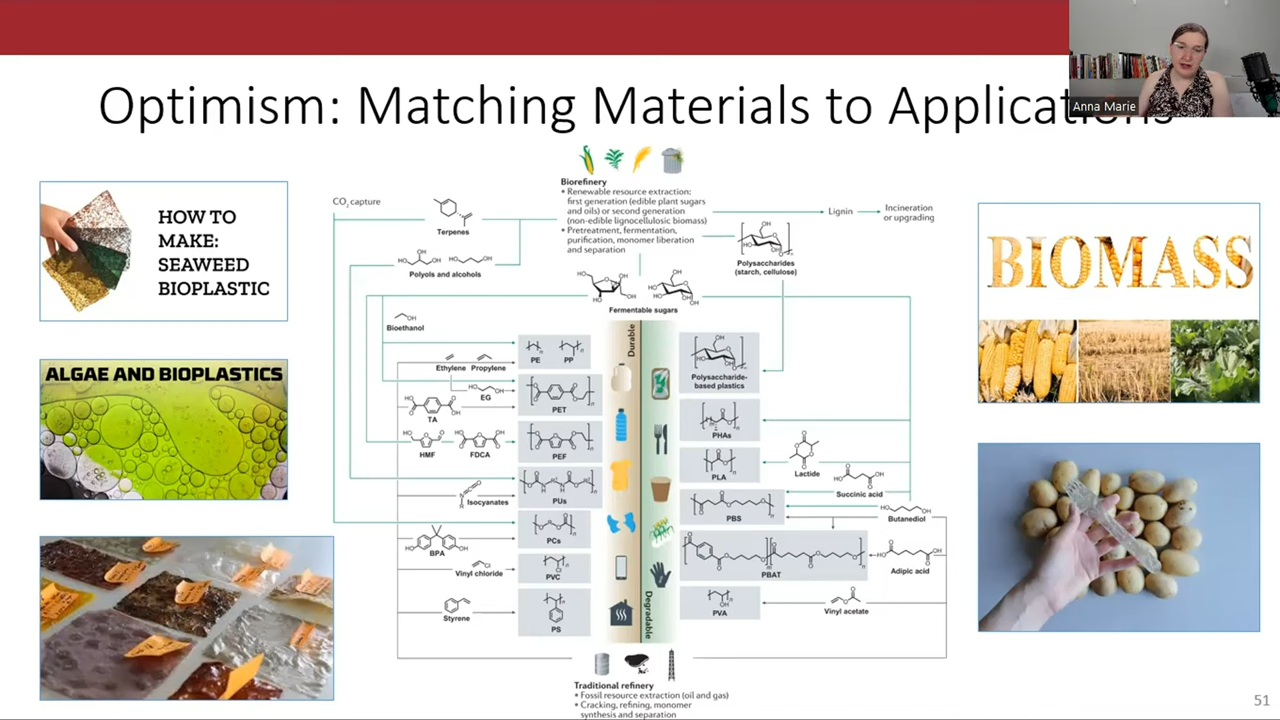 Optimism: Matching Materials to Applications
Anna Marie
HOW TO
MAKE:
SEAWEED
BIOPLASTIC
ALGAE AND BIOPLASTICS
Biorefinery
• Renewable resource extraction:
first generation (edible plant sugars
and oils) or second generation
(non-edible lignocellulosic biomass)
• Pretreatment, fermentation,
purification, monomer liberation
and separation
CO₂ capture
Terpenes
Lignin
Incineration
or upgrading
Polyols and alcohols
Polysaccharides
(starch, cellulose)
Fermentable sugars
Bioethanol
Ethylene Propylene
EG
TA
HMF FDCA
Isocyanates
BPA
Vinyl chloride
Styrene
PE PP
PET
PEF
PUs
PCs
PVC
PS
Durable
Degradable
Polysaccharide-
based plastics
PHAs
PLA
PBS
PBAT
PVA
Lactide
Succinic acid
Butanediol
Adipic acid
Vinyl acetate
Traditional refinery
• Fossil resource extraction (oil and gas)
• Cracking, refining, monomer
synthesis and separation
BIOMASS
51